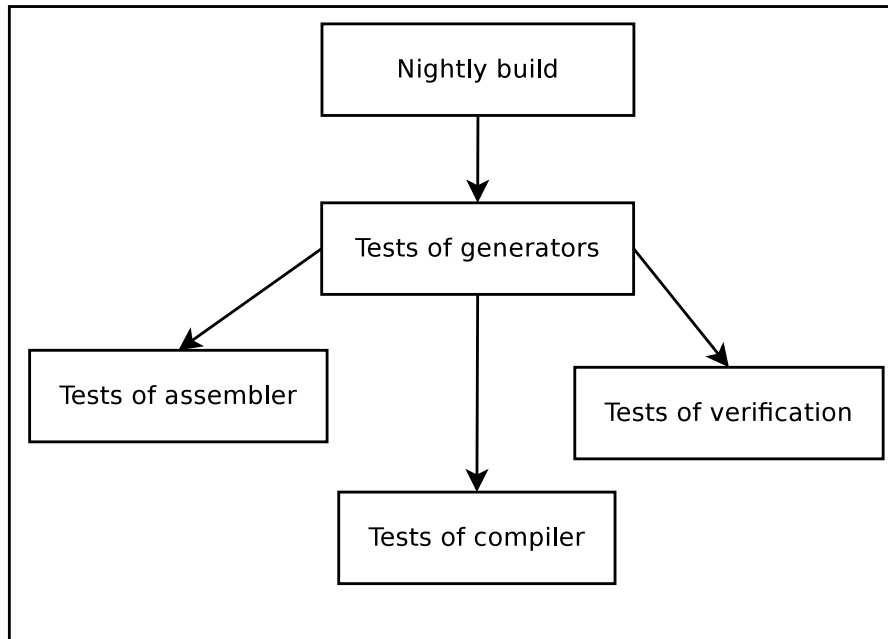 Nightly build
Tests of generators
Tests of assembler
Tests of verification
Tests of compiler